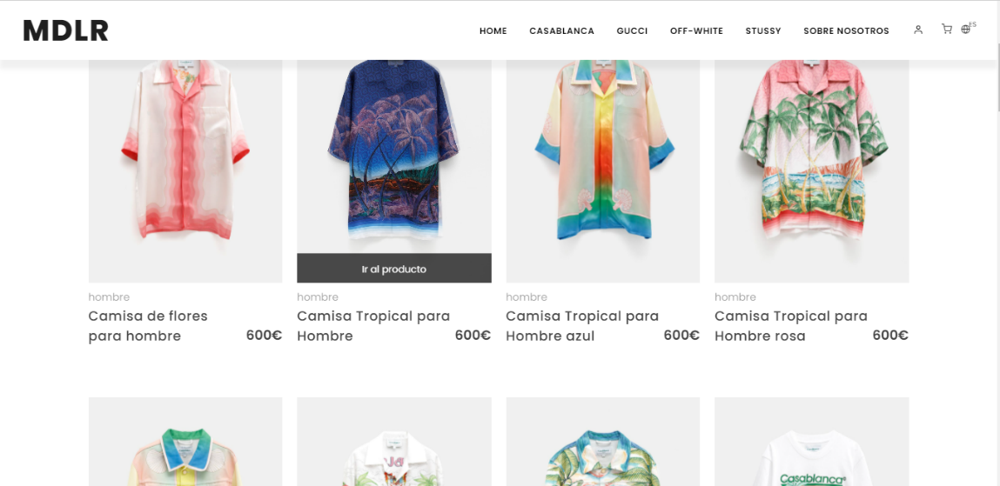 MDLR
HOME CASABLANCA GUCCI OFF-WHITE STUSSY SOBRE NOSOTROS ES
Ir al producto
hombre hombre hombre hombre
Camisa de flores Camisa Tropical para Camisa Tropical para Camisa Tropical para
para hombre 600€ Hombre 600€ Hombre azul 600€ Hombre rosa 600€
Casablanca